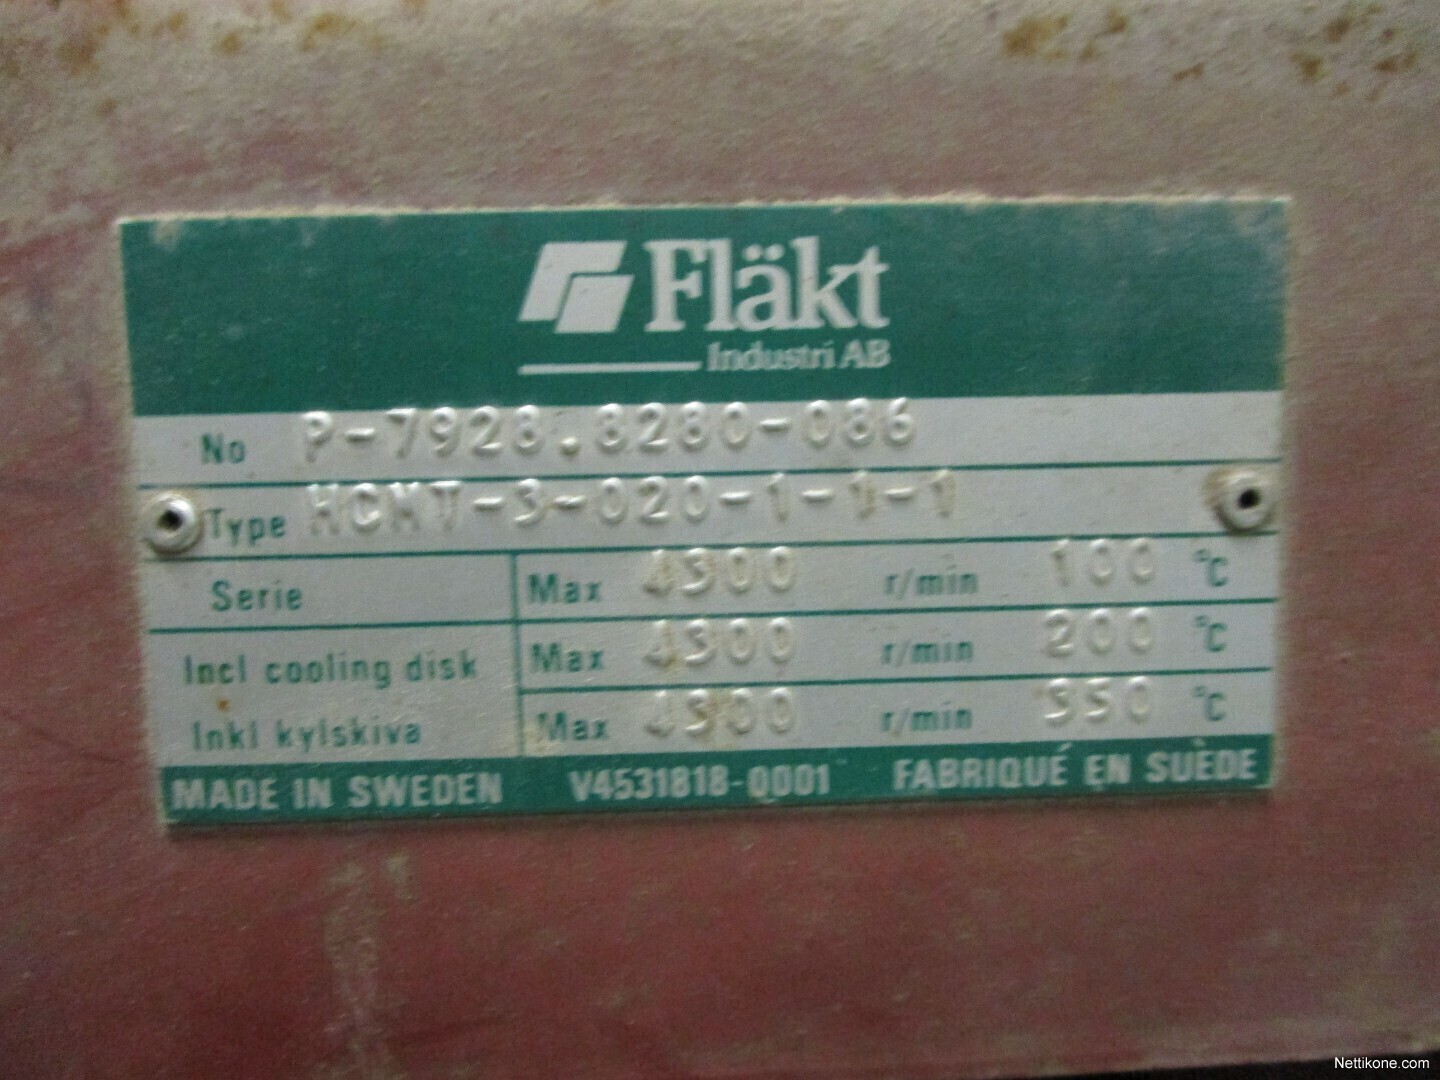 Fläkt
Industri AB
No P-7928.8280-086
Type HCMT-3-020-1-1-1
Serie Max 4300 r/min 100 °C
Incl cooling disk Max 4300 r/min 200 °C
Inkl kylskiva Max 4300 r/min 350 °C
MADE IN SWEDEN V4531818-0001 FABRIQUÉ EN SUÈDE
Nettikone.com